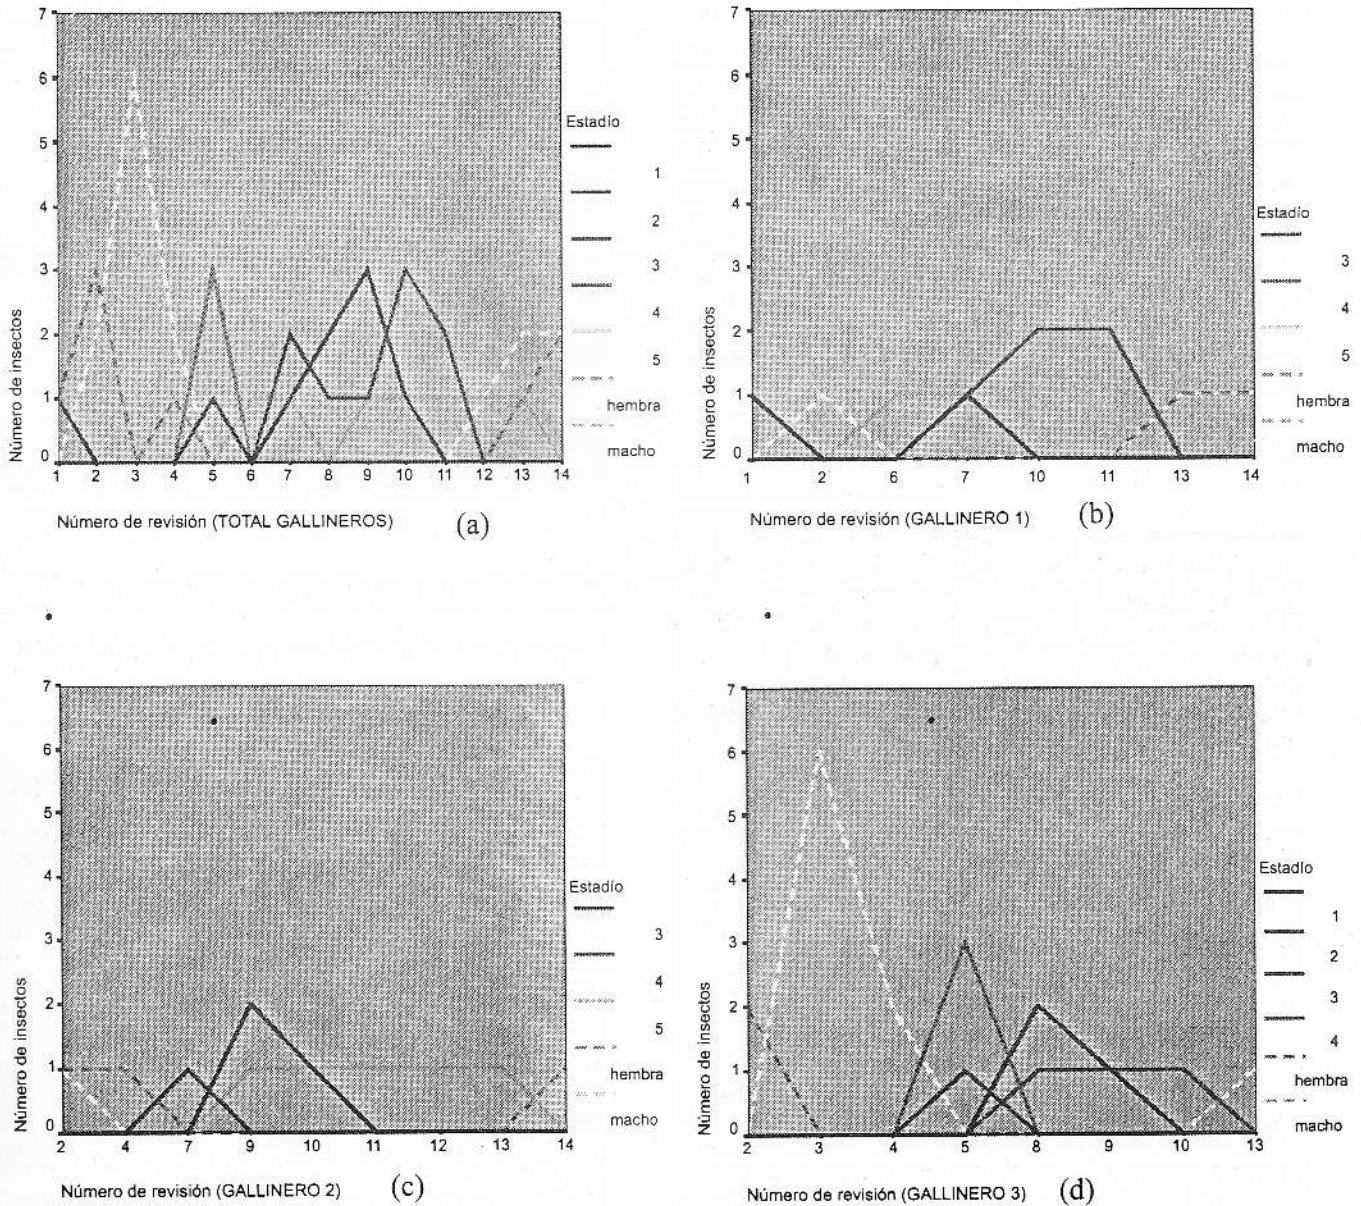 7
6
5
4
3
2
1
0
Número de insectos
1 2 3 4 5 6 7 8 9 10 11 12 13 14
Número de revisión (TOTAL GALLINEROS) (a)
Estadío
1
2
3
4
5
hembra
macho
7
6
5
4
3
2
1
0
Número de insectos
1 2 6 7 10 11 13 14
Número de revisión (GALLINERO 1) (b)
Estadío
3
4
5
hembra
macho
7
6
5
4
3
2
1
0
Número de insectos
2 4 7 9 10 11 12 13 14
Número de revisión (GALLINERO 2) (c)
Estadío
3
4
5
hembra
macho
7
6
5
4
3
2
1
0
Número de insectos
2 3 4 5 8 9 10 13
Número de revisión (GALLINERO 3) (d)
Estadío
1
2
3
4
hembra
macho